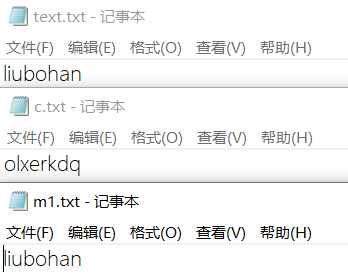 text.txt - 记事本
文件(F) 编辑(E) 格式(O) 查看(V) 帮助(H)
liubohan
c.txt - 记事本
文件(F) 编辑(E) 格式(O) 查看(V) 帮助(H)
olxerkdq
m1.txt - 记事本
文件(F) 编辑(E) 格式(O) 查看(V) 帮助(H)
liubohan